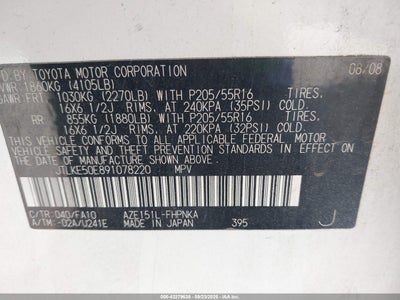 D BY TOYOTA MOTOR CORPORATION 08/08
VWR 1860KG (4105LB)
GAWR FRT 1030KG (2270LB) WITH P205/55R16 TIRES.
16X6 1/2J RIMS. AT 240KPA (35PSI) COLD.
RR 855KG (1880LB) WITH P205/55R16 TIRES.
16X6 1/2J RIMS. AT 220KPA (32PSI) COLD.
THIS VEHICLE CONFORMS TO ALL APPLICABLE FEDERAL MOTOR
VEHICLE SAFETY AND THEFT PREVENTION STANDARDS IN
EFFECT ON THE DATE OF MANUFACTURE SHOWN ABOVE.
JTLKE50E891078220 MPV
C/TR: 040/FA10 AZE151L-FHPNKA
A/TM: -02A/U241E MADE IN JAPAN 395 J